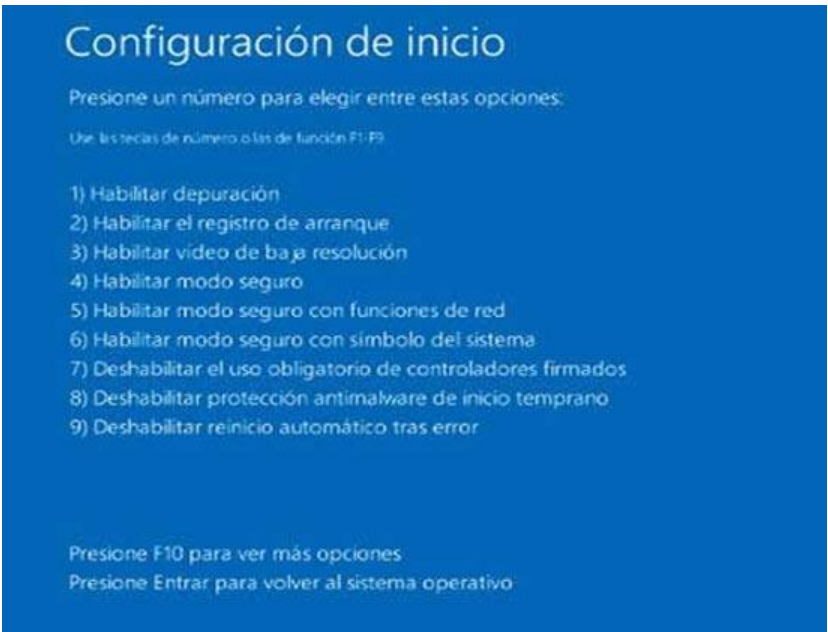 Configuración de inicio
Presione un número para elegir entre estas opciones:
Use las teclas de número o las de función F1-F9.
1) Habilitar depuración
2) Habilitar el registro de arranque
3) Habilitar vídeo de baja resolución
4) Habilitar modo seguro
5) Habilitar modo seguro con funciones de red
6) Habilitar modo seguro con símbolo del sistema
7) Deshabilitar el uso obligatorio de controladores firmados
8) Deshabilitar protección antimalware de inicio temprano
9) Deshabilitar reinicio automático tras error
Presione F10 para ver más opciones
Presione Entrar para volver al sistema operativo